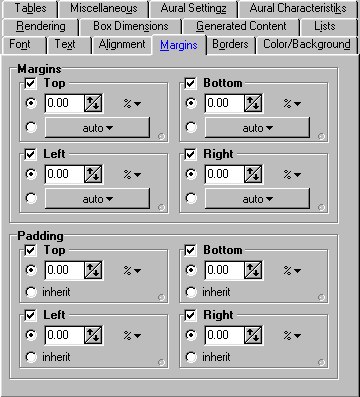 Tables Miscellaneous Aural Settingz Aural Characteristiks
Rendering Box Dimensions Generated Content Lists
Font Text Alignment Margins Borders Color/Background
Margins
Top Bottom
0.00 % 0.00 %
auto auto
Left Right
0.00 % 0.00 %
auto auto
Padding
Top Bottom
0.00 % 0.00 %
inherit inherit
Left Right
0.00 % 0.00 %
inherit inherit